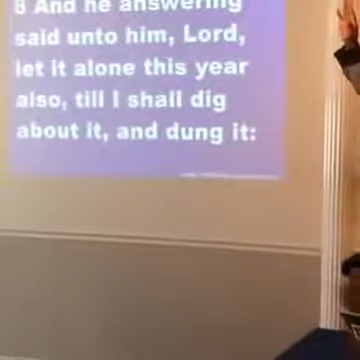 8 And he answering
said unto him, Lord,
let it alone this year
also, till I shall dig
about it, and dung it: